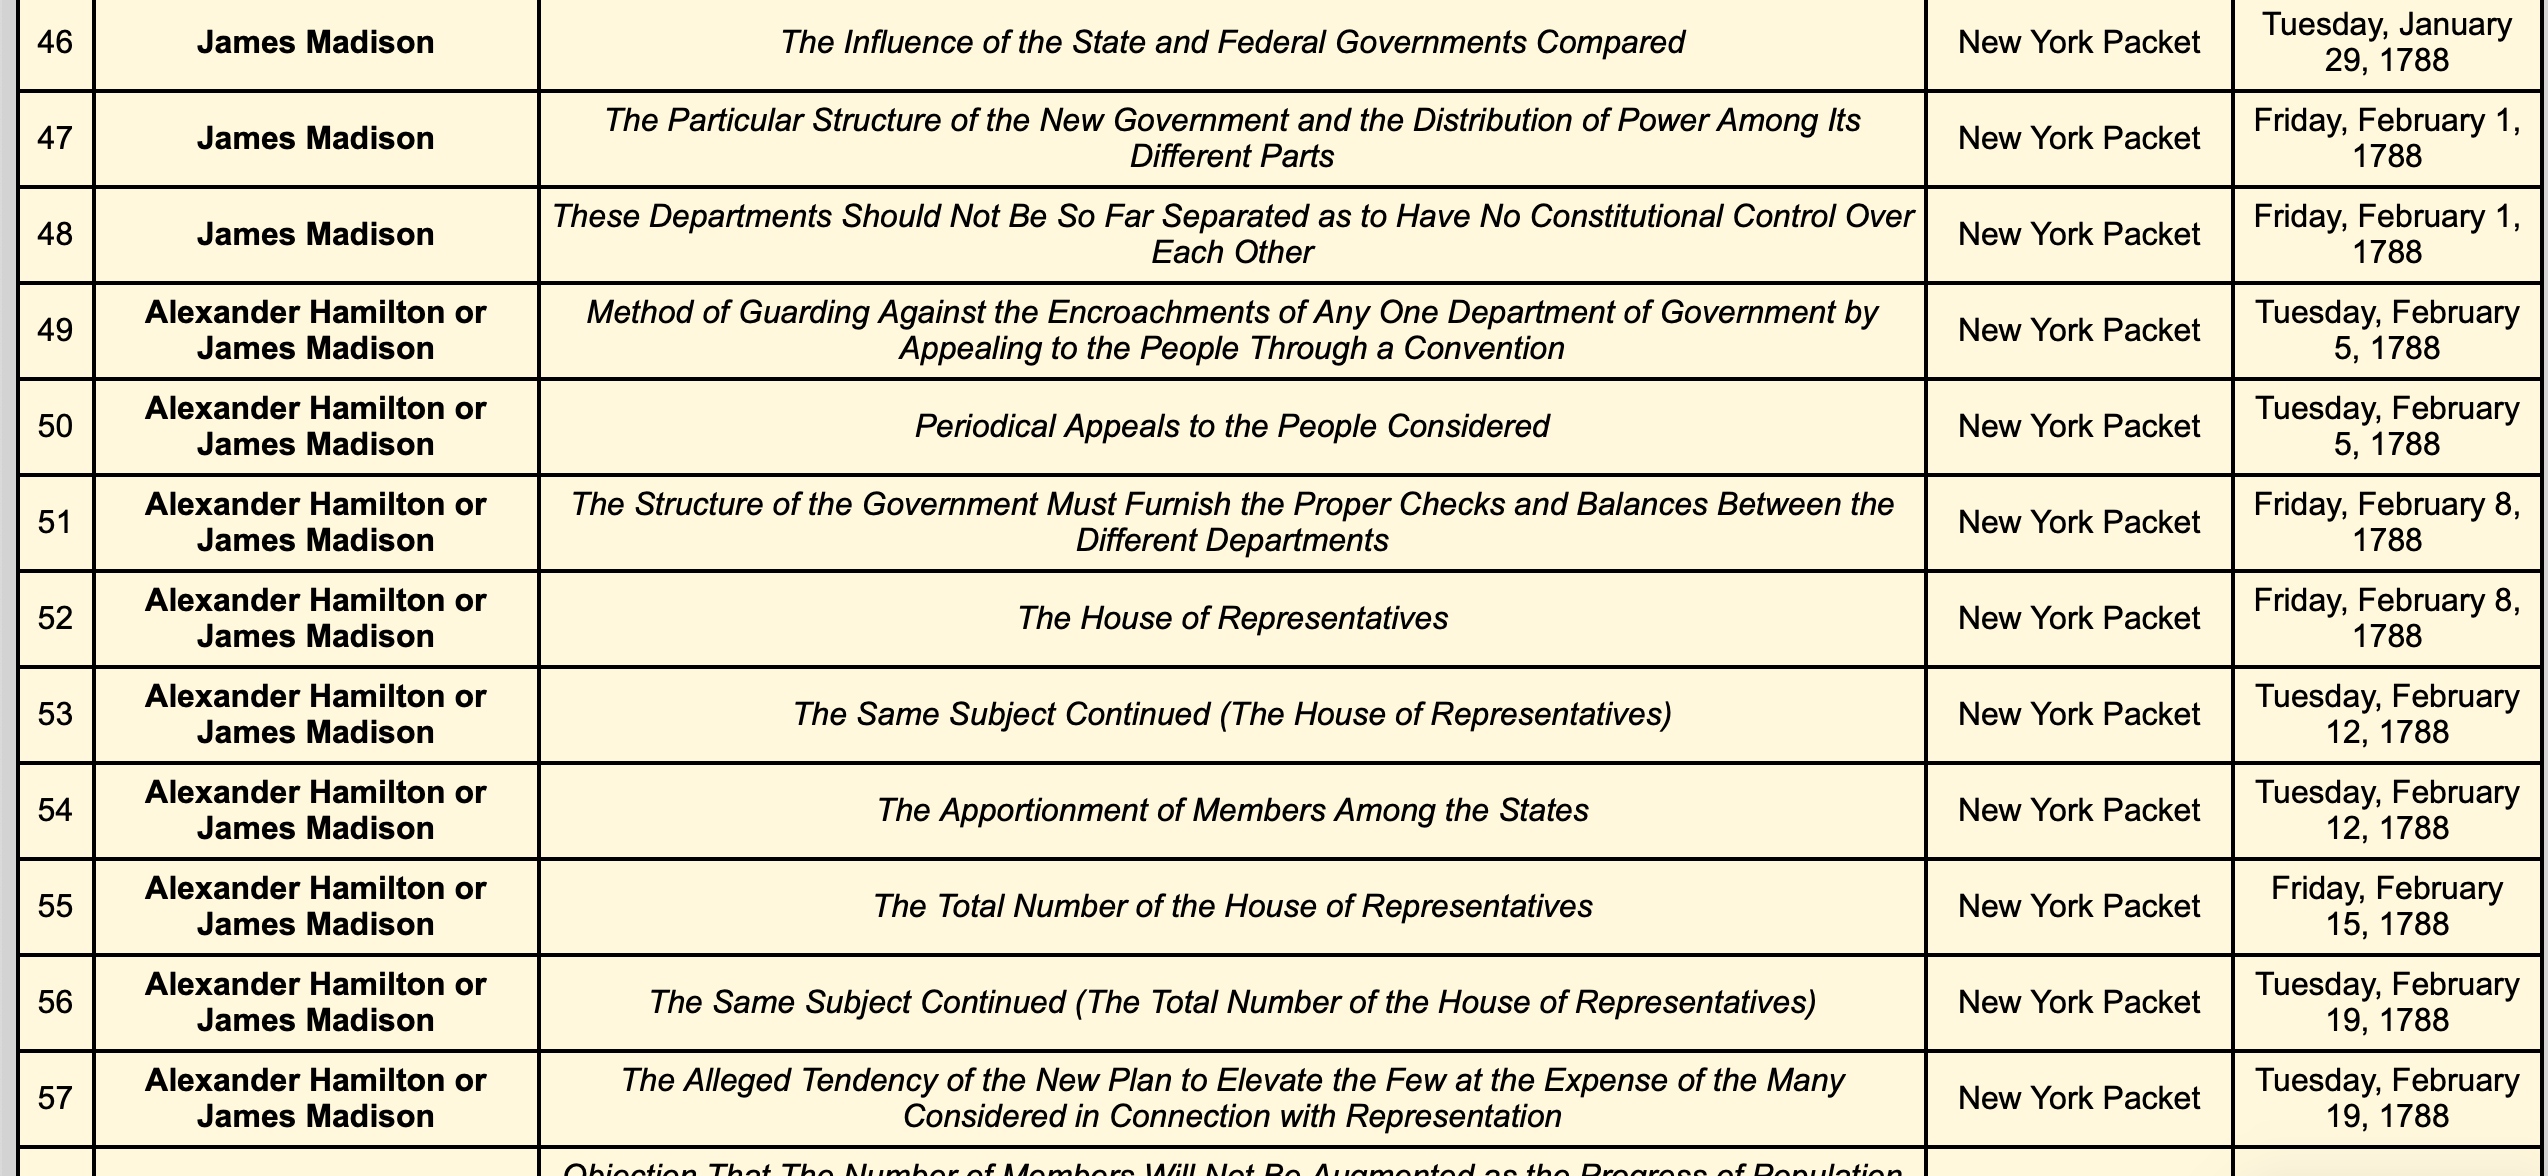 46
James Madison
The Influence of the State and Federal Governments Compared
New York Packet
Tuesday, January
29, 1788
47
James Madison
The Particular Structure of the New Government and the Distribution of Power Among Its
Different Parts
New York Packet
Friday, February 1,
1788
48
James Madison
These Departments Should Not Be So Far Separated as to Have No Constitutional Control Over
Each Other
New York Packet
Friday, February 1,
1788
49
Alexander Hamilton or
James Madison
Method of Guarding Against the Encroachments of Any One Department of Government by
Appealing to the People Through a Convention
New York Packet
Tuesday, February
5, 1788
50
Alexander Hamilton or
James Madison
Periodical Appeals to the People Considered
New York Packet
Tuesday, February
5, 1788
51
Alexander Hamilton or
James Madison
The Structure of the Government Must Furnish the Proper Checks and Balances Between the
Different Departments
New York Packet
Friday, February 8,
1788
52
Alexander Hamilton or
James Madison
The House of Representatives
New York Packet
Friday, February 8,
1788
53
Alexander Hamilton or
James Madison
The Same Subject Continued (The House of Representatives)
New York Packet
Tuesday, February
12, 1788
54
Alexander Hamilton or
James Madison
The Apportionment of Members Among the States
New York Packet
Tuesday, February
12, 1788
55
Alexander Hamilton or
James Madison
The Total Number of the House of Representatives
New York Packet
Friday, February
15, 1788
56
Alexander Hamilton or
James Madison
The Same Subject Continued (The Total Number of the House of Representatives)
New York Packet
Tuesday, February
19, 1788
57
Alexander Hamilton or
James Madison
The Alleged Tendency of the New Plan to Elevate the Few at the Expense of the Many
Considered in Connection with Representation
New York Packet
Tuesday, February
19, 1788
Objection That The Number of Members Will Not Be Augmented as the Progress of Population